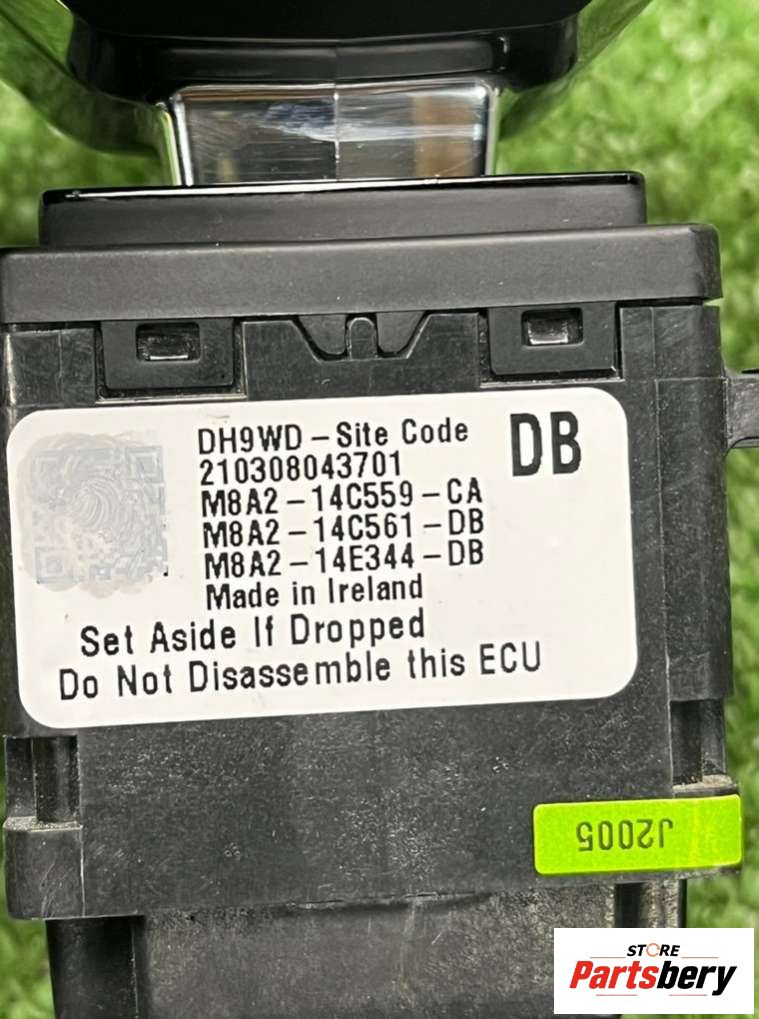 DH9WD-Site Code
DB
210308043701
M8A2-14C559-CA
M8A2-14C561-DB
M8A2-14E344-DB
Made in Ireland
Set Aside If Dropped
Do Not Disassemble this ECU
J2005
STORE
Partsbery